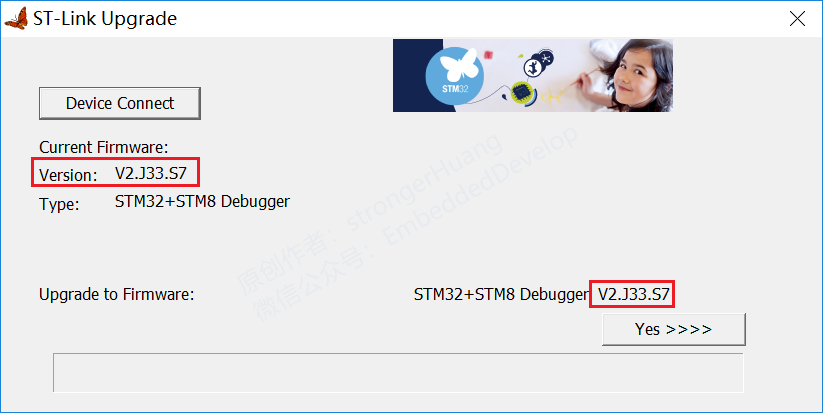 ST-Link Upgrade
STM32
Device Connect
Current Firmware:
Version: V2.J33.S7
Type: STM32+STM8 Debugger
原创作者：strongerHuang
微信公众号：EmbeddedDevelop
Upgrade to Firmware: STM32+STM8 Debugger V2.J33.S7
Yes >>>>